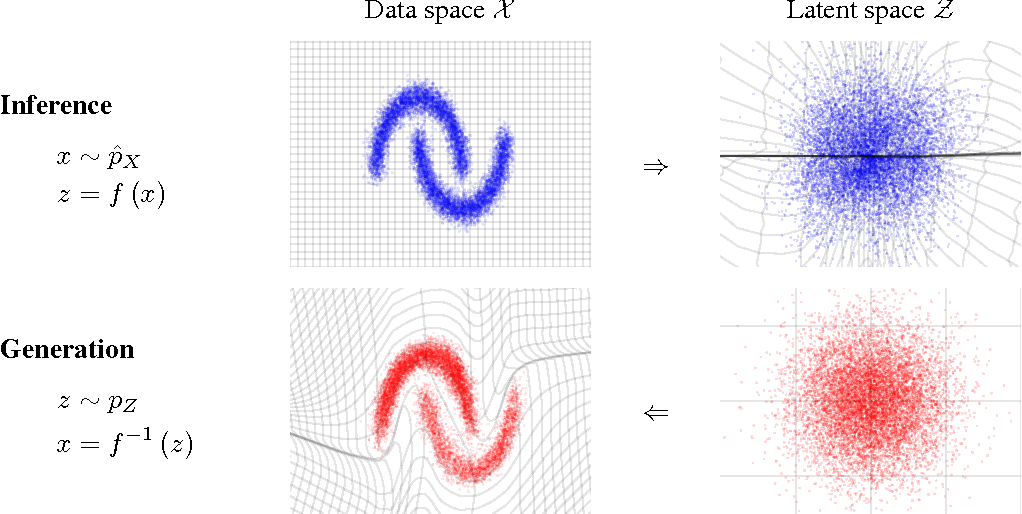 Data space 𝒳
Latent space 𝒵
Inference
x ∼ p̂_X
z = f (x)
⇒
Generation
z ∼ p_Z
x = f⁻¹ (z)
⇐